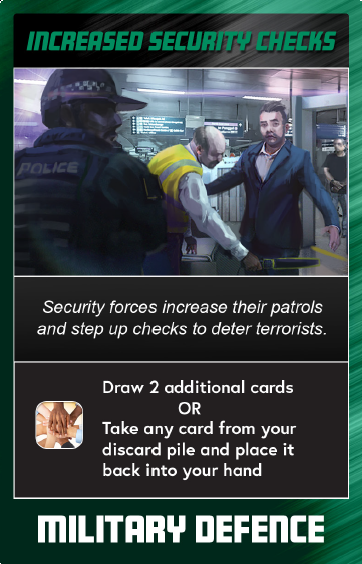 INCREASED SECURITY CHECKS
POLICE
Security forces increase their patrols
and step up checks to deter terrorists.
Draw 2 additional cards
OR
Take any card from your
discard pile and place it
back into your hand
MILITARY DEFENCE